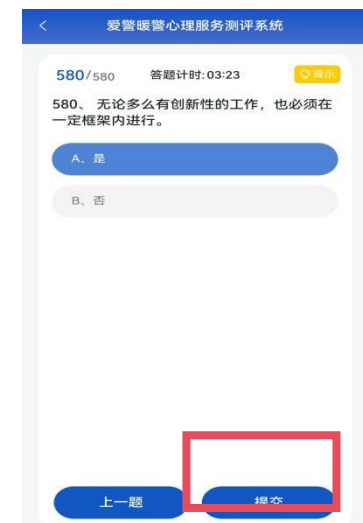 爱警暖警心理服务测评系统
580/580 答题计时:03:23 提示
580、无论多么有创新性的工作，也必须在
一定框架内进行。
A、是
B、否
上一题 提交